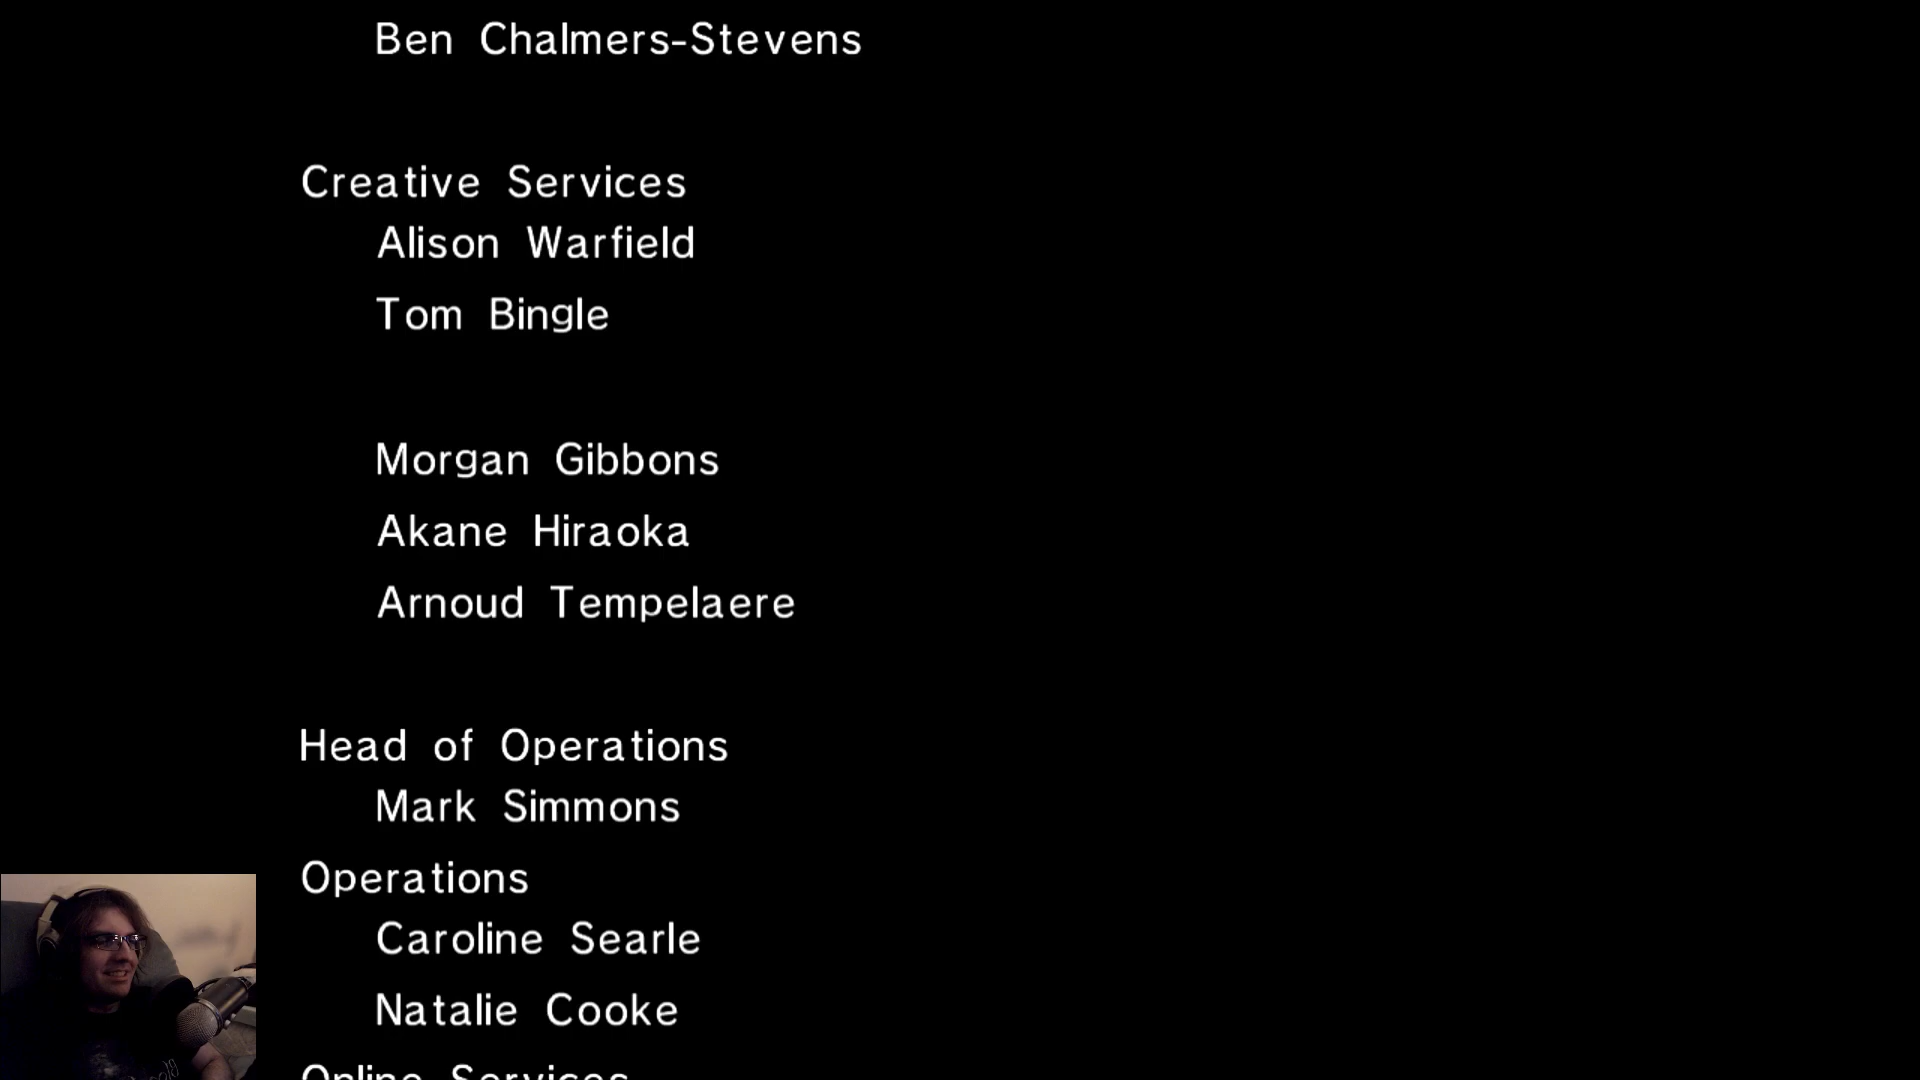 Ben Chalmers-Stevens
Creative Services
Alison Warfield
Tom Bingle
Morgan Gibbons
Akane Hiraoka
Arnoud Tempelaere
Head of Operations
Mark Simmons
Operations
Caroline Searle
Natalie Cooke
Online Services